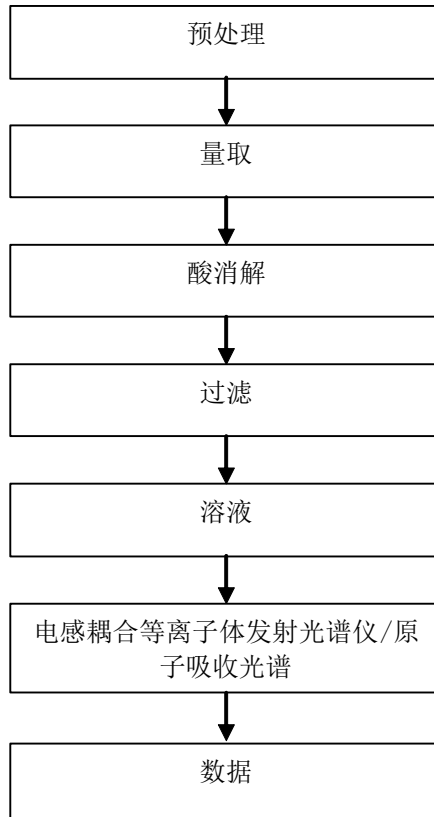 预处理
量取
酸消解
过滤
溶液
电感耦合等离子体发射光谱仪/原
子吸收光谱
数据